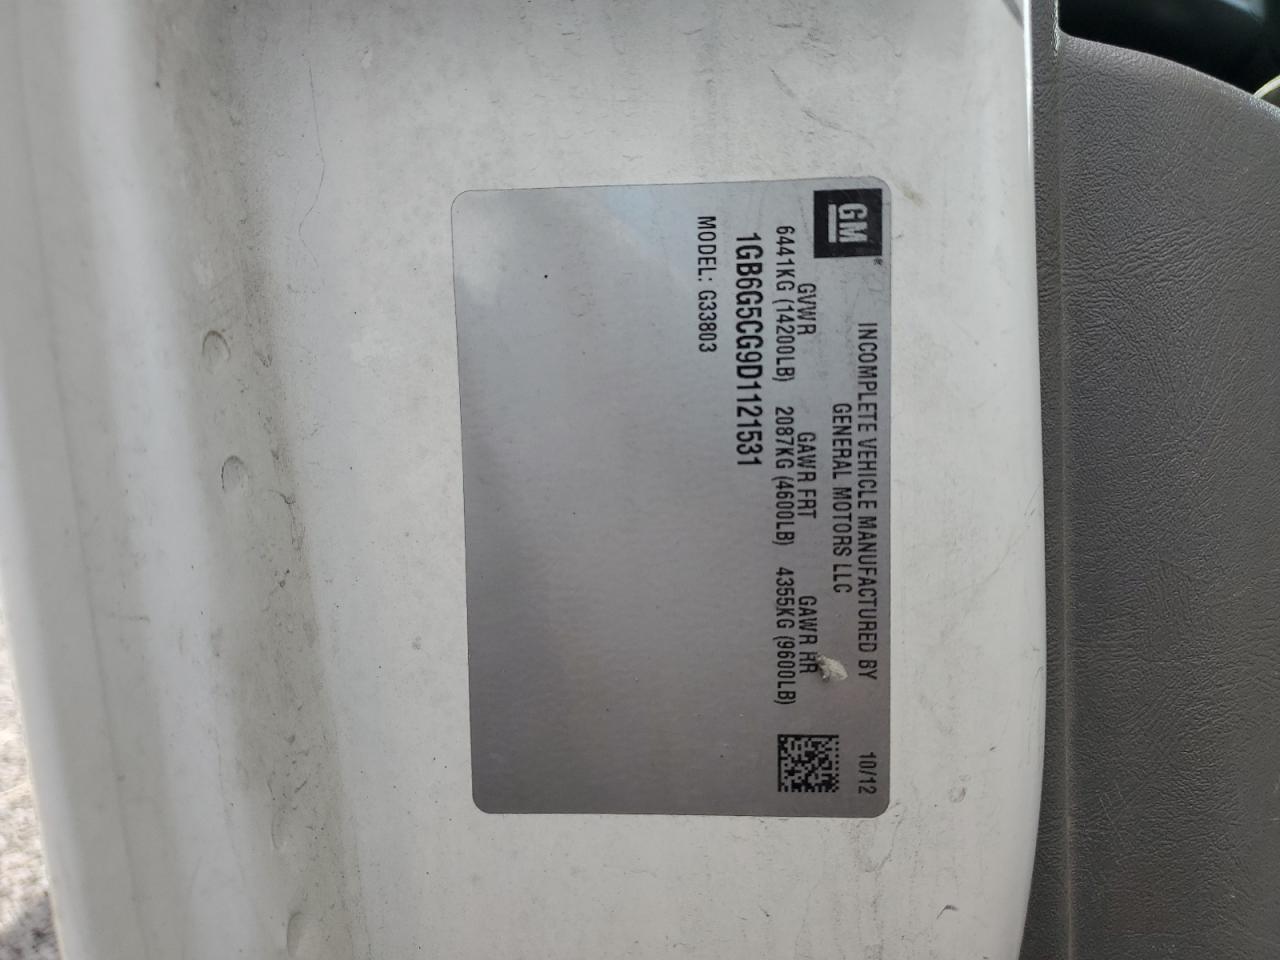 GM
INCOMPLETE VEHICLE MANUFACTURED BY 10/12
GENERAL MOTORS LLC
GVWR GAWR FRT GAWR RR
6441KG (14200LB) 2087KG (4600LB) 4355KG (9600LB)
1GB6G5CG9D1121531
MODEL: G33803